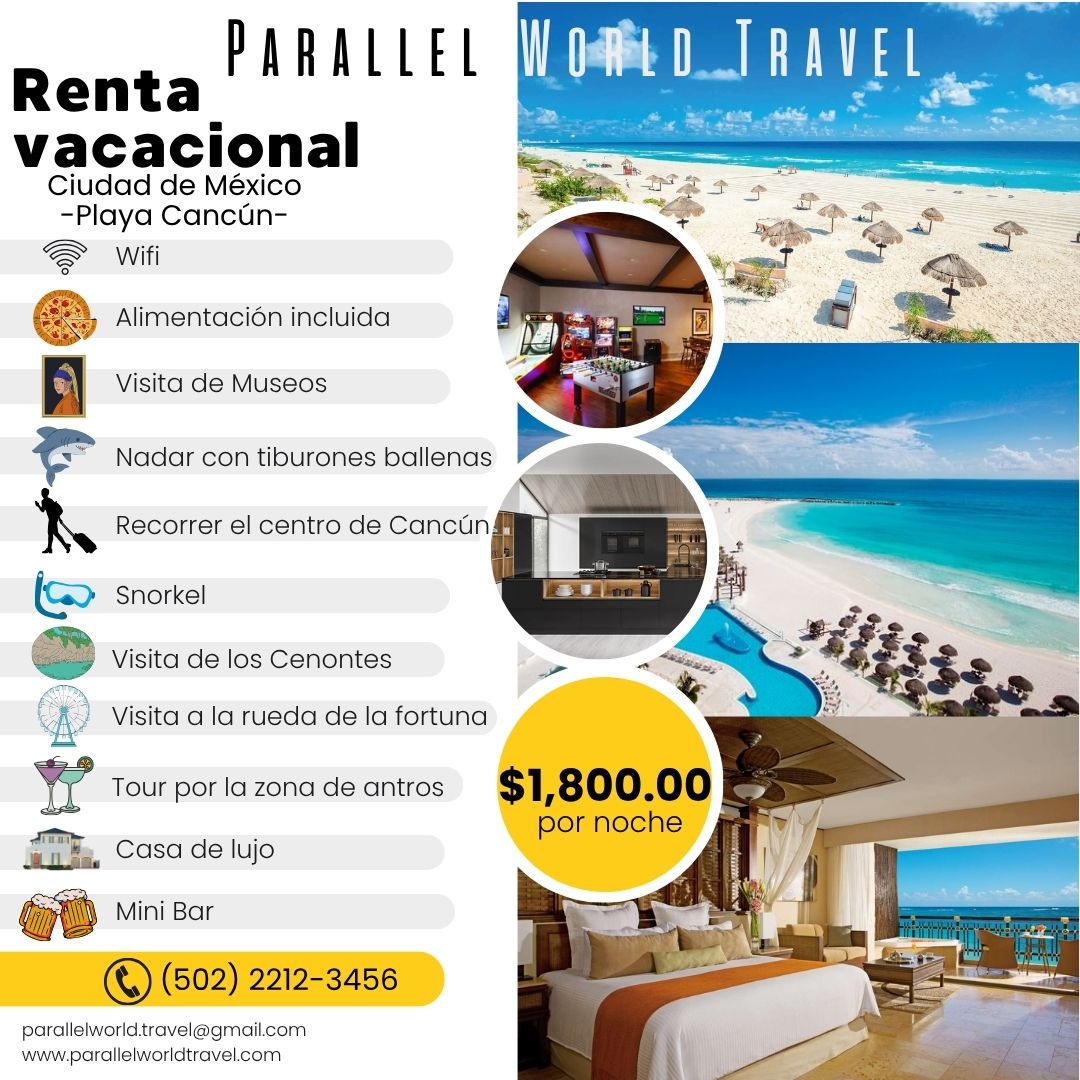 PARALLEL WORLD TRAVEL
Renta
vacacional
Ciudad de México
-Playa Cancún-
Wifi
Alimentación incluida
Visita de Museos
Nadar con tiburones ballenas
Recorrer el centro de Cancún
Snorkel
Visita de los Cenontes
Visita a la rueda de la fortuna
Tour por la zona de antros
Casa de lujo
Mini Bar
$1,800.00
por noche
(502) 2212-3456
parallelworld.travel@gmail.com
www.parallelworldtravel.com